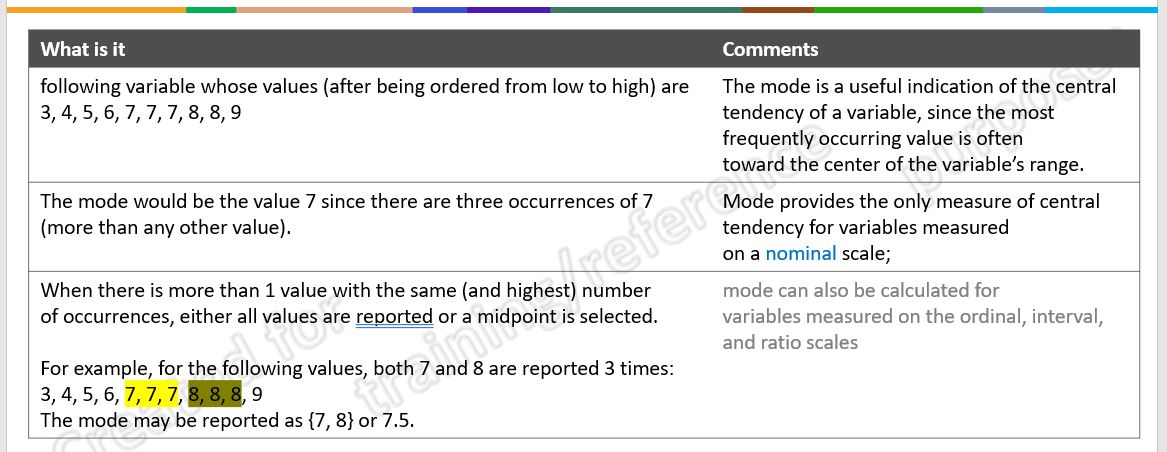 What is it
Comments
following variable whose values (after being ordered from low to high) are
3, 4, 5, 6, 7, 7, 7, 8, 8, 9
The mode is a useful indication of the central
tendency of a variable, since the most
frequently occurring value is often
toward the center of the variable’s range.
The mode would be the value 7 since there are three occurrences of 7
(more than any other value).
Mode provides the only measure of central
tendency for variables measured
on a nominal scale;
When there is more than 1 value with the same (and highest) number
of occurrences, either all values are reported or a midpoint is selected.
For example, for the following values, both 7 and 8 are reported 3 times:
3, 4, 5, 6, 7, 7, 7, 8, 8, 8, 9
The mode may be reported as {7, 8} or 7.5.
mode can also be calculated for
variables measured on the ordinal, interval,
and ratio scales
Created for
training/reference
purpose